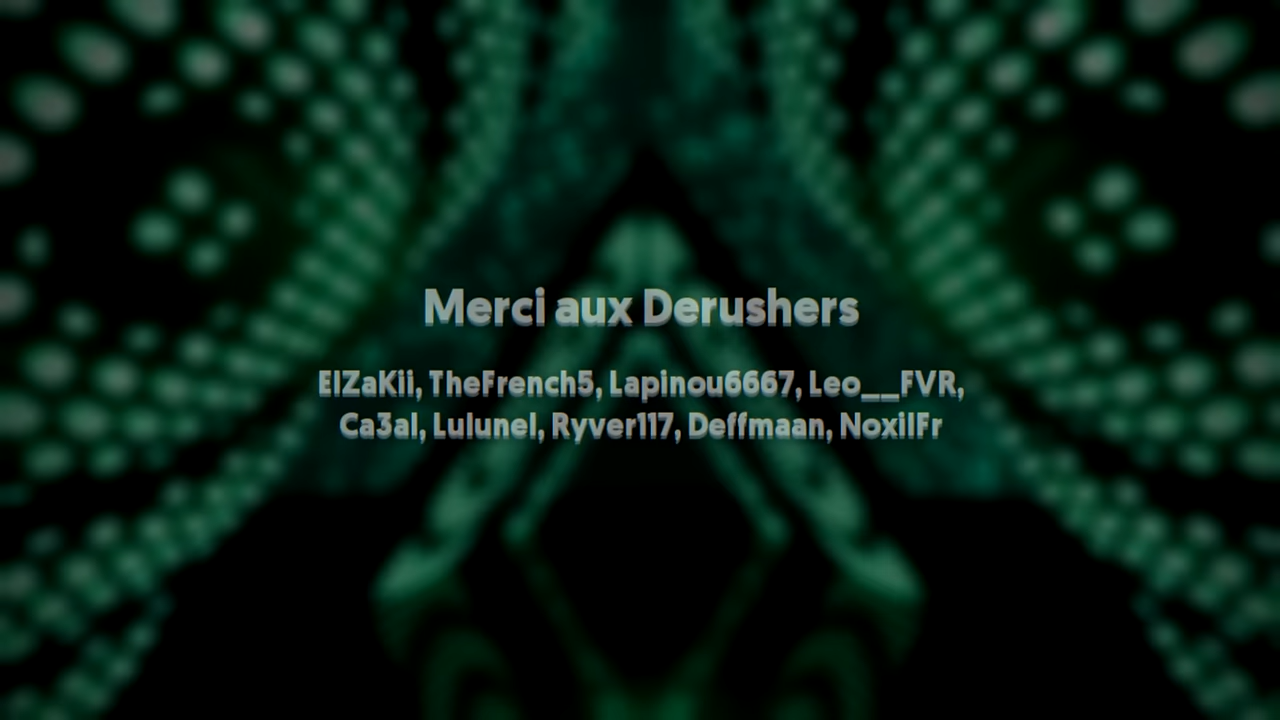 Merci aux Derushers
ElZaKii, TheFrench5, Lapinou6667, Leo__FVR,
Ca3al, Lulunel, Ryver117, Deffmaan, NoxilFr